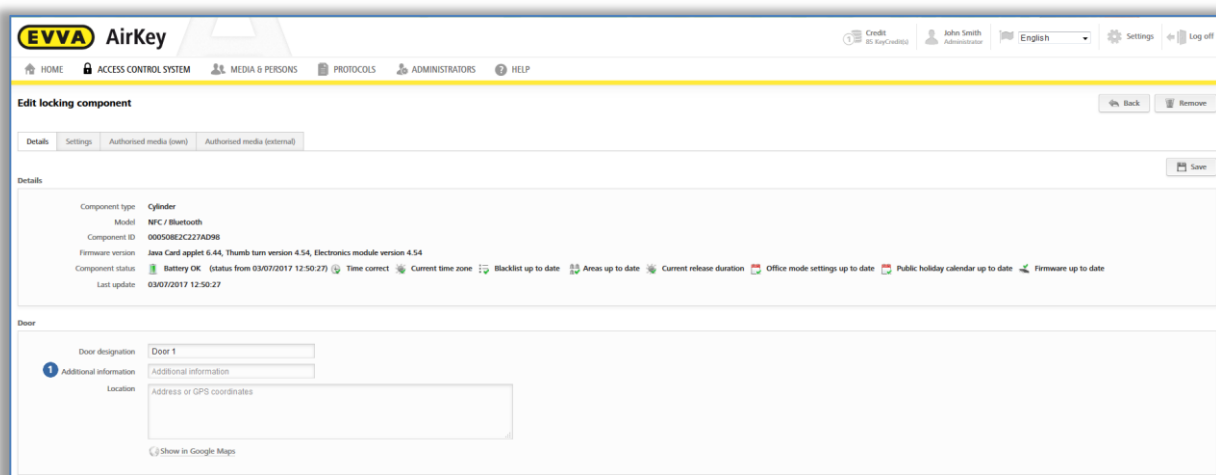 EVVA AirKey
Credit
85 KeyCredit(s)
John Smith
Administrator
English
Settings
Log off
HOME ACCESS CONTROL SYSTEM MEDIA & PERSONS PROTOCOLS ADMINISTRATORS HELP
Edit locking component
Back Remove
Details Settings Authorised media (own) Authorised media (external)
Save
Details
Component type Cylinder
Model NFC / Bluetooth
Component ID 000508E2C227AD98
Firmware version Java Card applet 6.44, Thumb turn version 4.54, Electronics module version 4.54
Component status Battery OK (status from 03/07/2017 12:50:27) Time correct Current time zone Blacklist up to date Areas up to date Current release duration Office mode settings up to date Public holiday calendar up to date Firmware up to date
Last update 03/07/2017 12:50:27
Door
Door designation Door 1
1 Additional information Additional information
Location Address or GPS coordinates
Show in Google Maps